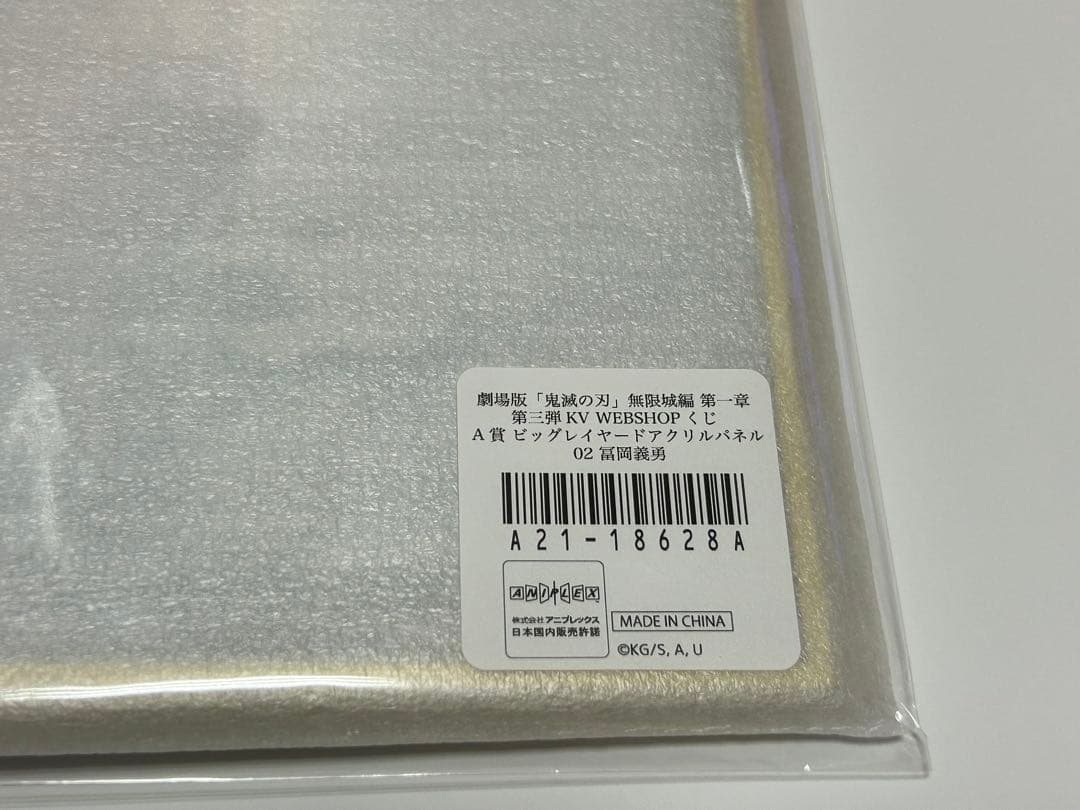 劇場版「鬼滅の刃」無限城編 第一章
第三弾 KV WEBSHOP くじ
A 賞 ビッグレイヤードアクリルパネル
02 冨岡義勇
A21-18628A
ANIPLEX
株式会社 アニプレックス
日本国内販売許諾
MADE IN CHINA
©KG/S, A, U